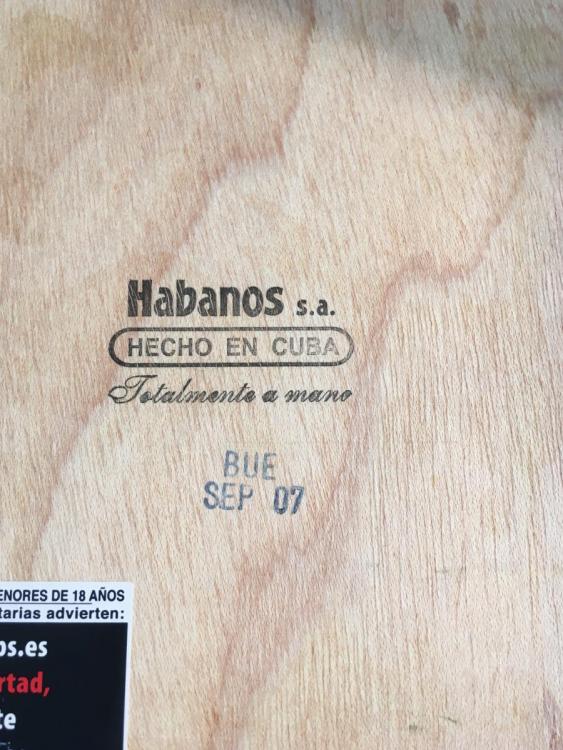 Habanos s.a.
HECHO EN CUBA
Totalmente a mano
BUE
SEP 07
ENORES DE 18 AÑOS
tarias advierten:
os.es
rtad,
te